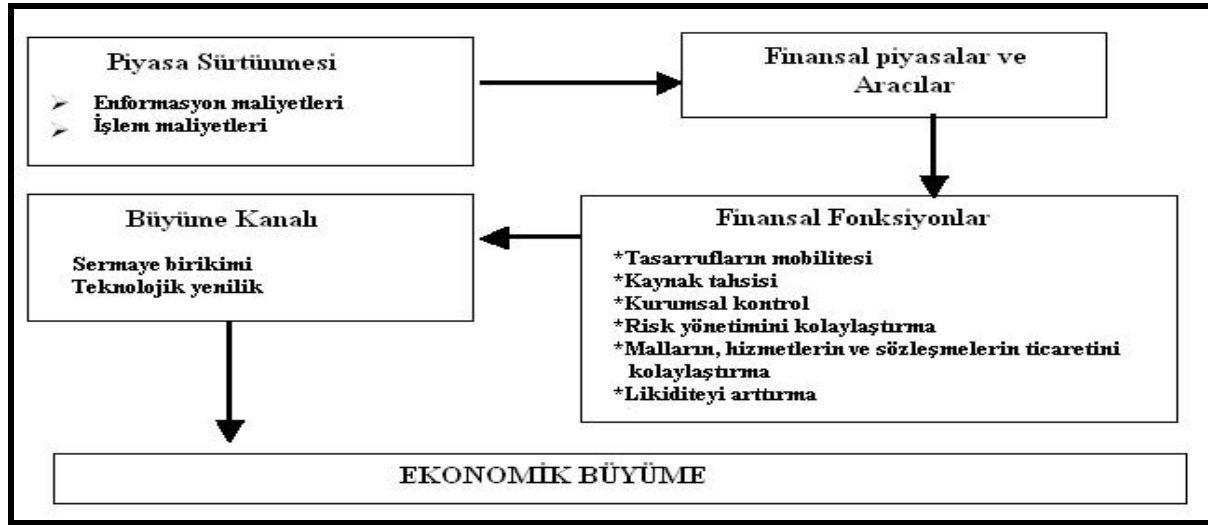 Piyasa Sürtünmesi
➢ Enformasyon maliyetleri
➢ İşlem maliyetleri
Finansal piyasalar ve
Aracılar
Finansal Fonksiyonlar
*Tasarrufların mobilitesi
*Kaynak tahsisi
*Kurumsal kontrol
*Risk yönetimini kolaylaştırma
*Malların, hizmetlerin ve sözleşmelerin ticaretini
kolaylaştırma
*Likiditeyi arttırma
Büyüme Kanalı
Sermaye birikimi
Teknolojik yenilik
EKONOMİK BÜYÜME